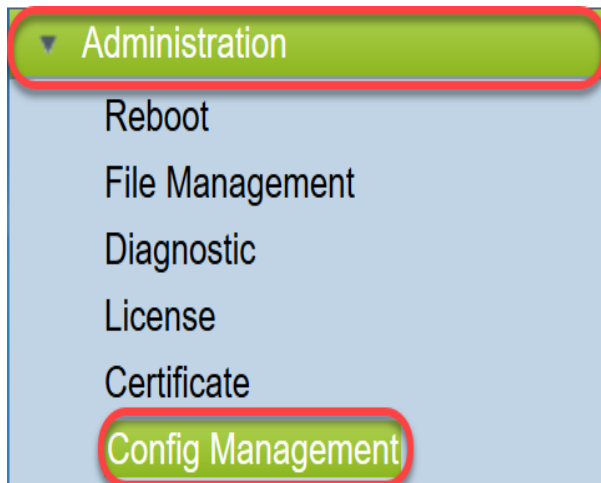 Administration
Reboot
File Management
Diagnostic
License
Certificate
Config Management